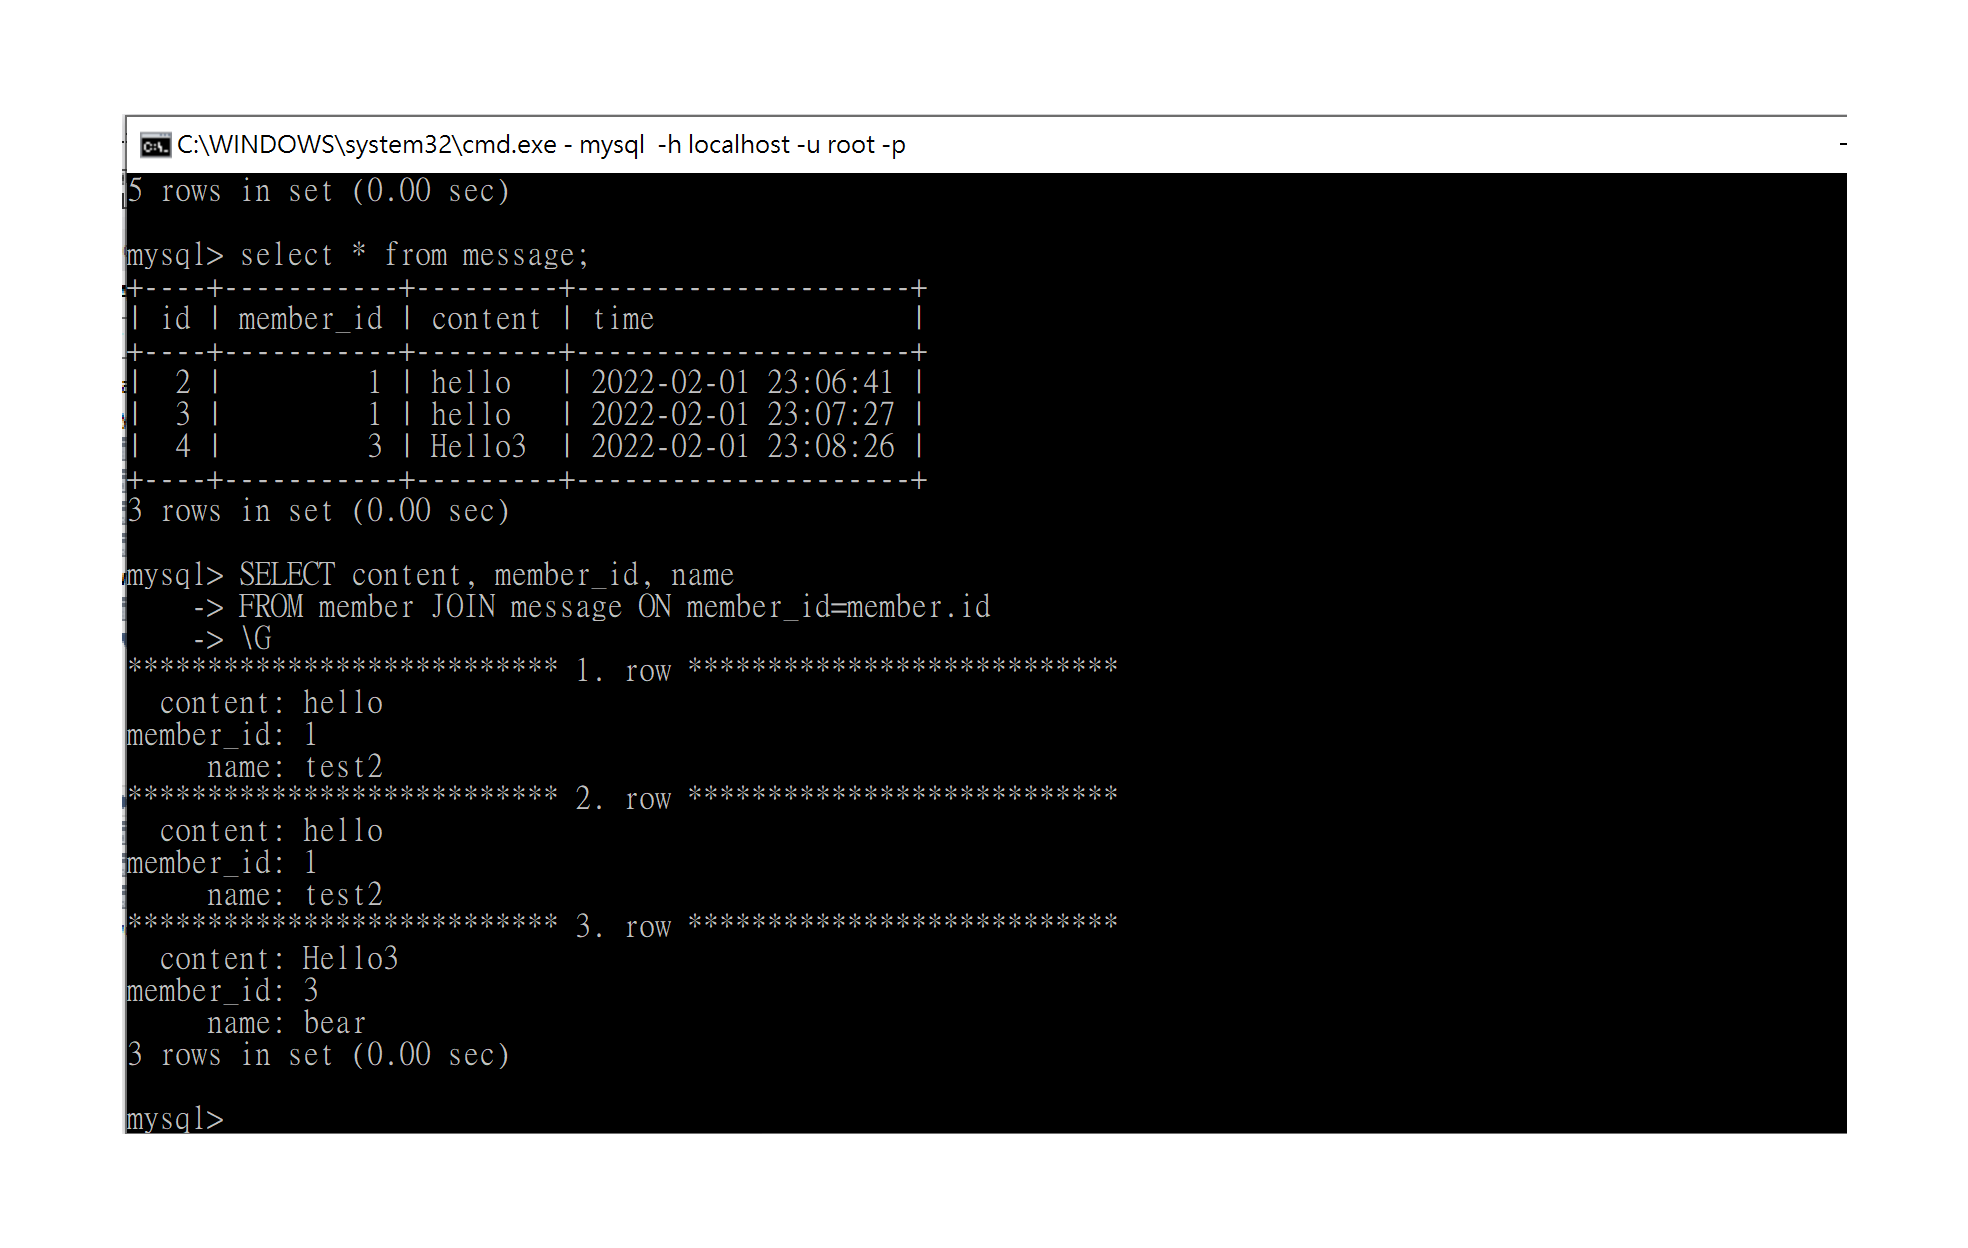 C:\WINDOWS\system32\cmd.exe - mysql  -h localhost -u root -p
5 rows in set (0.00 sec)
mysql> select * from message;
+----+-----------+---------+---------------------+
| id | member_id | content | time                |
+----+-----------+---------+---------------------+
|  2 |         1 | hello   | 2022-02-01 23:06:41 |
|  3 |         1 | hello   | 2022-02-01 23:07:27 |
|  4 |         3 | Hello3  | 2022-02-01 23:08:26 |
+----+-----------+---------+---------------------+
3 rows in set (0.00 sec)
mysql> SELECT content, member_id, name
    -> FROM member JOIN message ON member_id=member.id
    -> \G
*************************** 1. row ***************************
  content: hello
member_id: 1
     name: test2
*************************** 2. row ***************************
  content: hello
member_id: 1
     name: test2
*************************** 3. row ***************************
  content: Hello3
member_id: 3
     name: bear
3 rows in set (0.00 sec)
mysql>